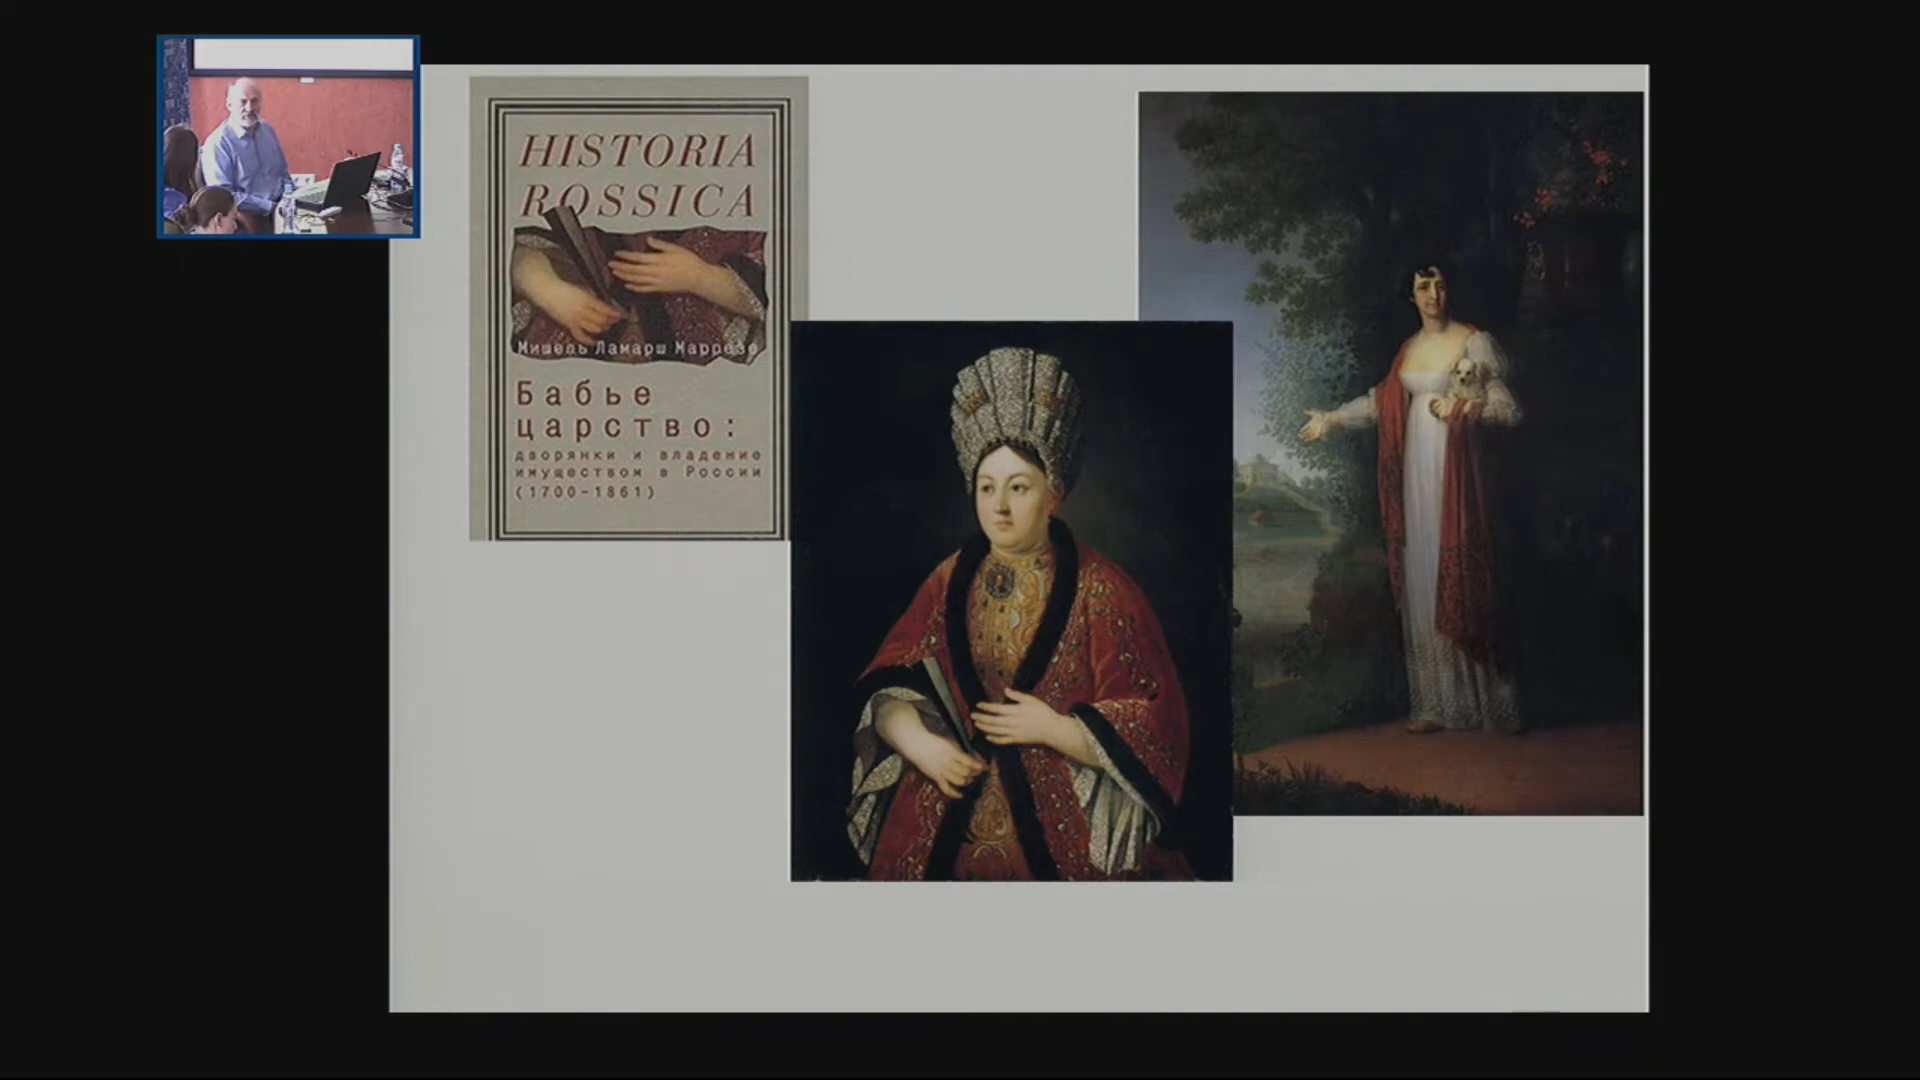 HISTORIA
ROSSICA
Мишель Ламарш Маррезе
Бабье
царство:
дворянки и владение
имуществом в России
(1700-1861)